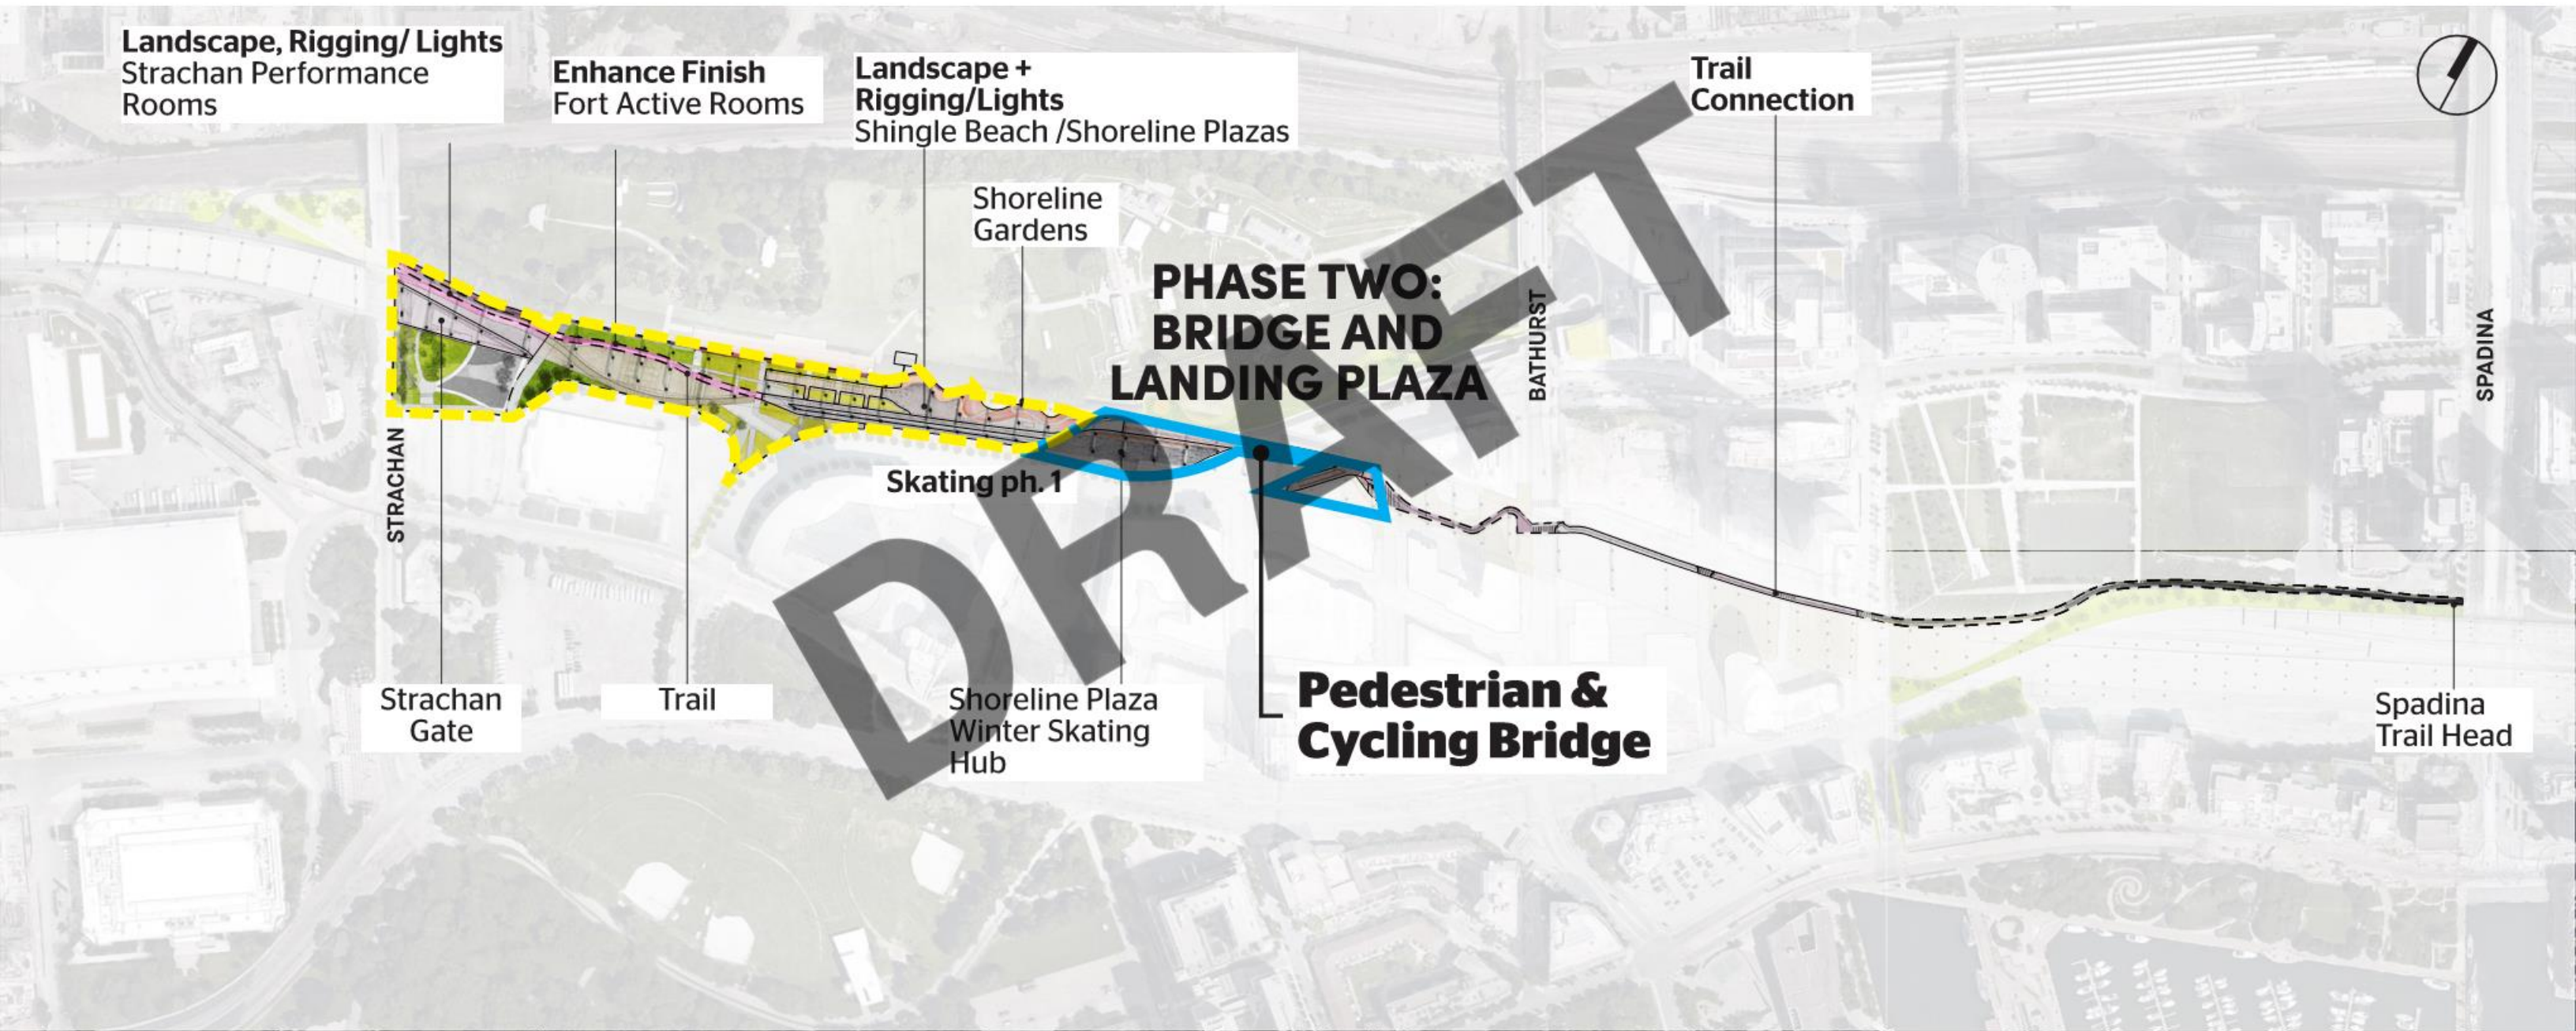 Landscape, Rigging/ Lights
Strachan Performance
Rooms
Enhance Finish
Fort Active Rooms
Landscape +
Rigging/Lights
Shingle Beach /Shoreline Plazas
Trail
Connection
Shoreline
Gardens
PHASE TWO:
BRIDGE AND
LANDING PLAZA
BATHURST
SPADINA
STRACHAN
Skating ph. 1
DRAFT
Strachan
Gate
Trail
Shoreline Plaza
Winter Skating
Hub
Pedestrian &
Cycling Bridge
Spadina
Trail Head